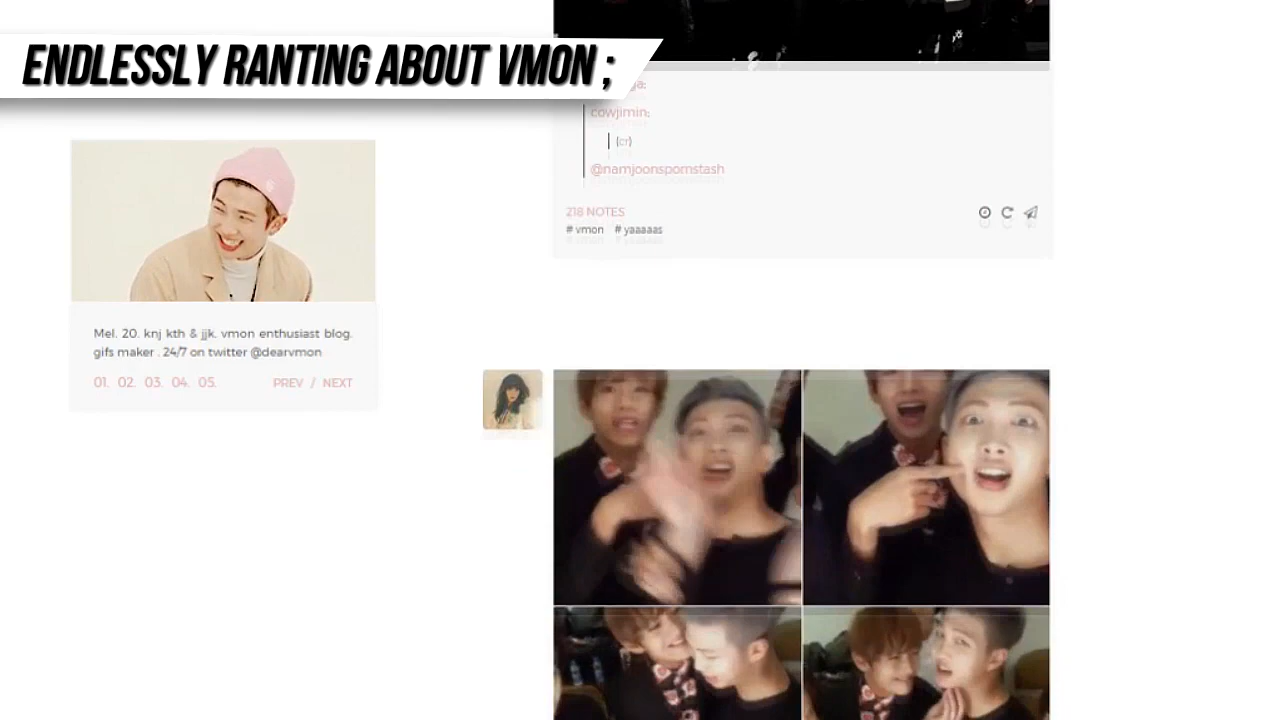 ENDLESSLY RANTING ABOUT VMON ;
cowjimin:
(cr)
@namjoonspornstash
218 NOTES
# vmon # yaaaaas
Mel. 20. knj kth & jjk. vmon enthusiast blog.
gifs maker . 24/7 on twitter @dearvmon
01. 02. 03. 04. 05. PREV / NEXT